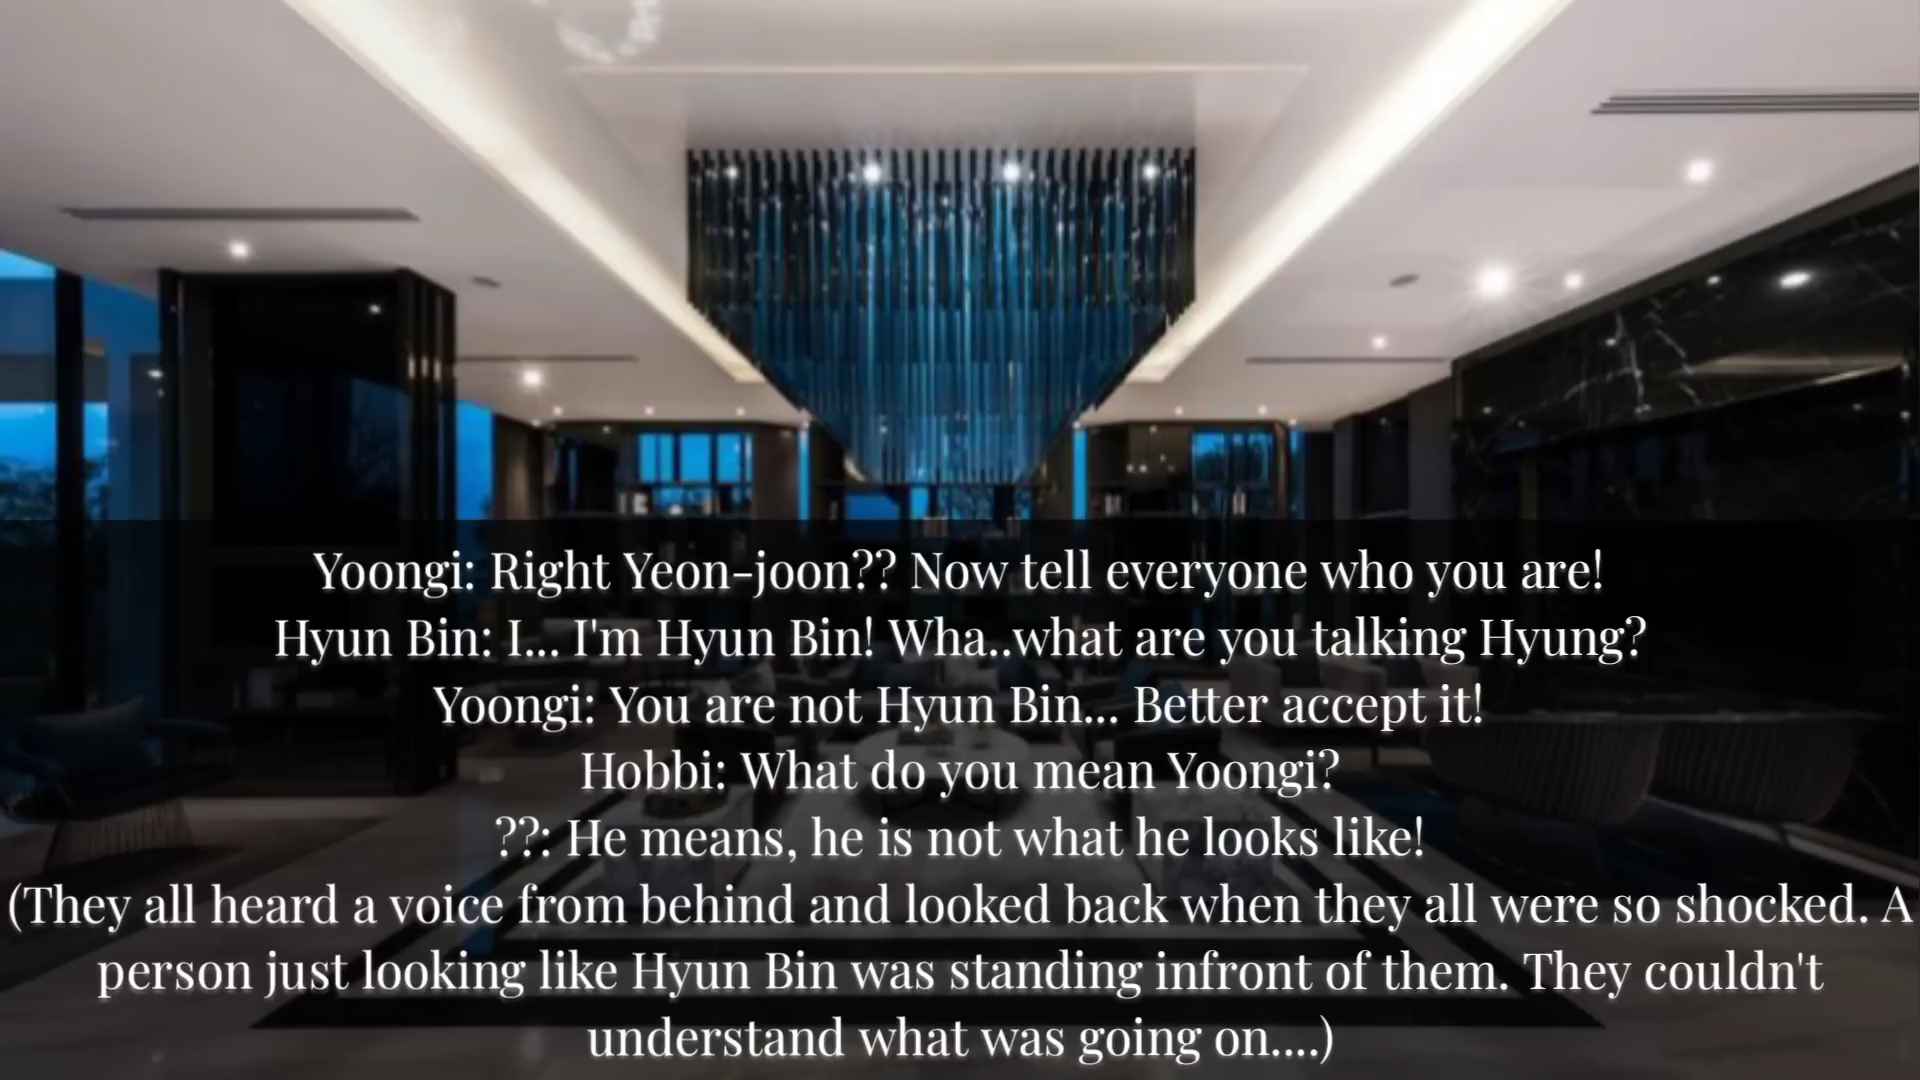 Yoongi: Right Yeon-joon?? Now tell everyone who you are!
Hyun Bin: I... I'm Hyun Bin! Wha..what are you talking Hyung?
Yoongi: You are not Hyun Bin... Better accept it!
Hobbi: What do you mean Yoongi?
??: He means, he is not what he looks like!
(They all heard a voice from behind and looked back when they all were so shocked. A
person just looking like Hyun Bin was standing infront of them. They couldn't
understand what was going on....)